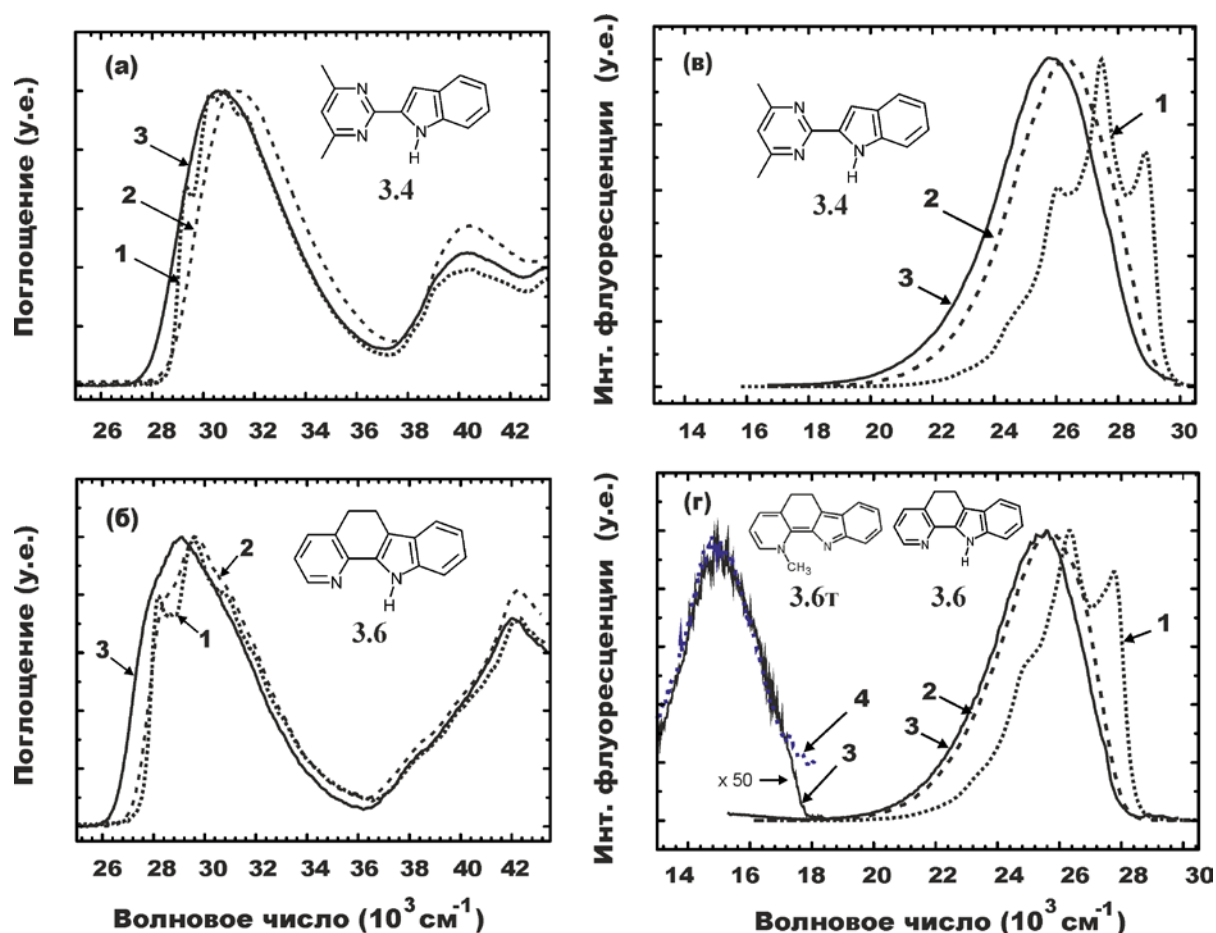 (а)
3
2
1
N
N
N
H
3.4
Поглощение (у.е.)
26 28 30 32 34 36 38 40 42
(в)
N
N
N
H
3.4
1
2
3
Инт. флуоресценции (у.е.)
14 16 18 20 22 24 26 28 30
(б)
2
3
1
N
N
H
3.6
Поглощение (у.е.)
26 28 30 32 34 36 38 40 42
Волновое число (10³ см⁻¹)
(г)
N
CH₃
N
3.6т
N
N
H
3.6
1
2
3
4
3
x 50
Инт. флуоресценции (у.е.)
14 16 18 20 22 24 26 28 30
Волновое число (10³ см⁻¹)